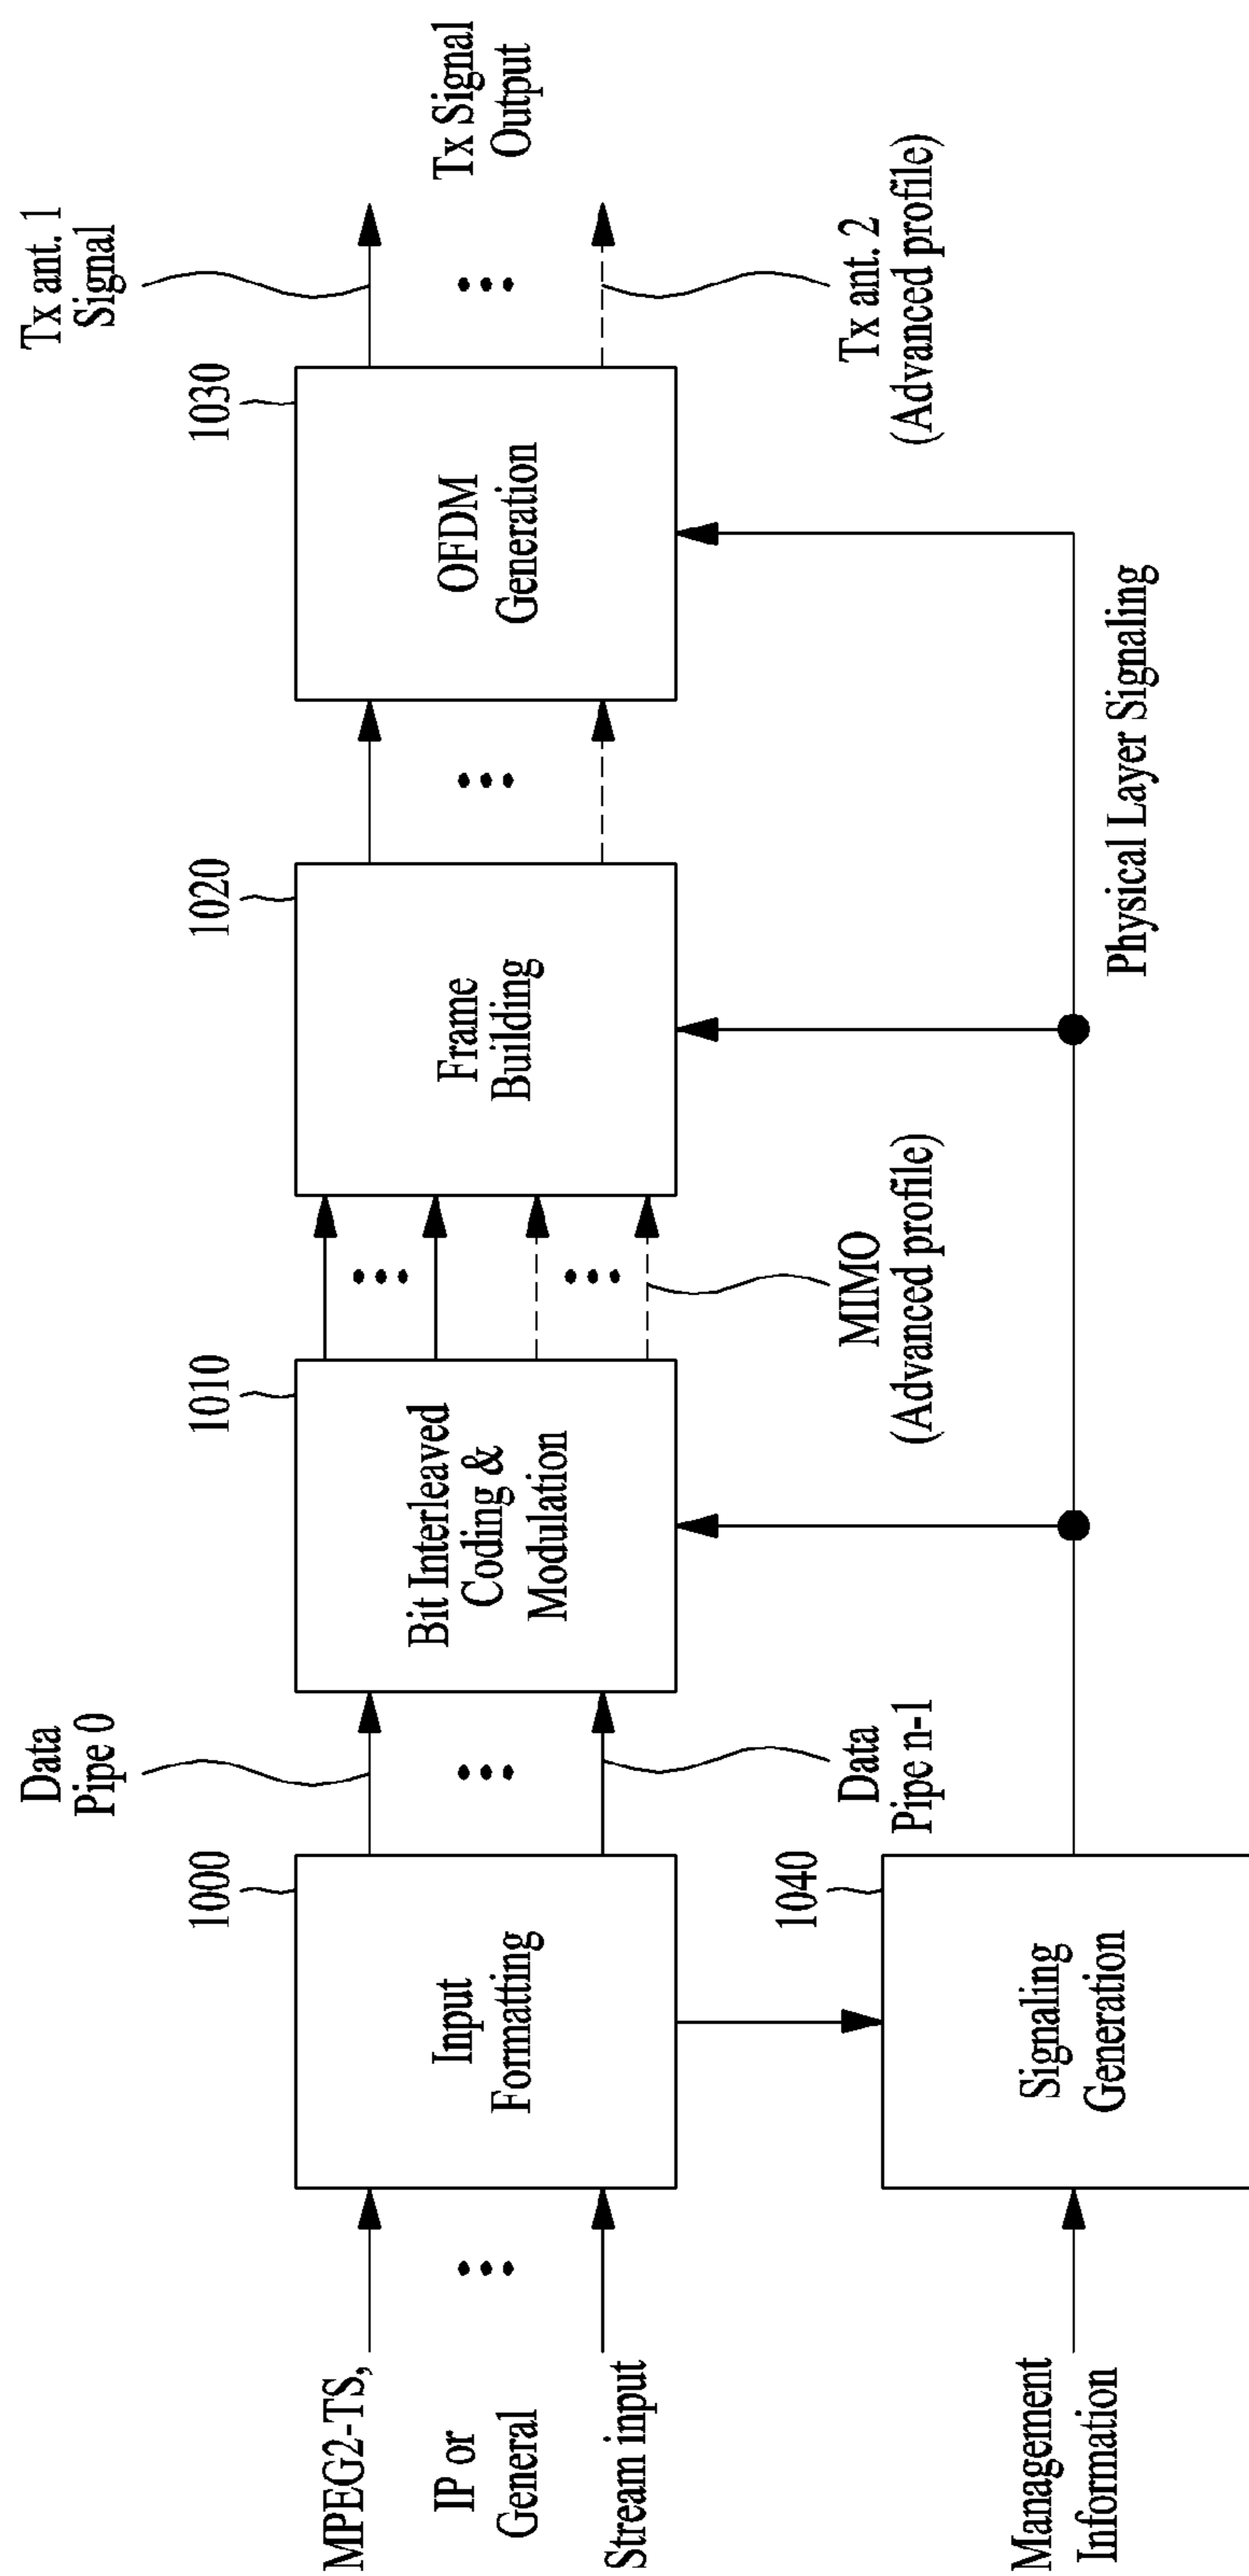 MPEG2-TS,
IP or
General
Stream input
Management
Information
1000
Input
Formatting
1040
Signaling
Generation
Data
Pipe 0
Data
Pipe n-1
1010
Bit Interleaved
Coding &
Modulation
MIMO
(Advanced profile)
1020
Frame
Building
Physical Layer Signaling
1030
OFDM
Generation
Tx ant. 1
Signal
Tx ant. 2
(Advanced profile)
Tx Signal
Output